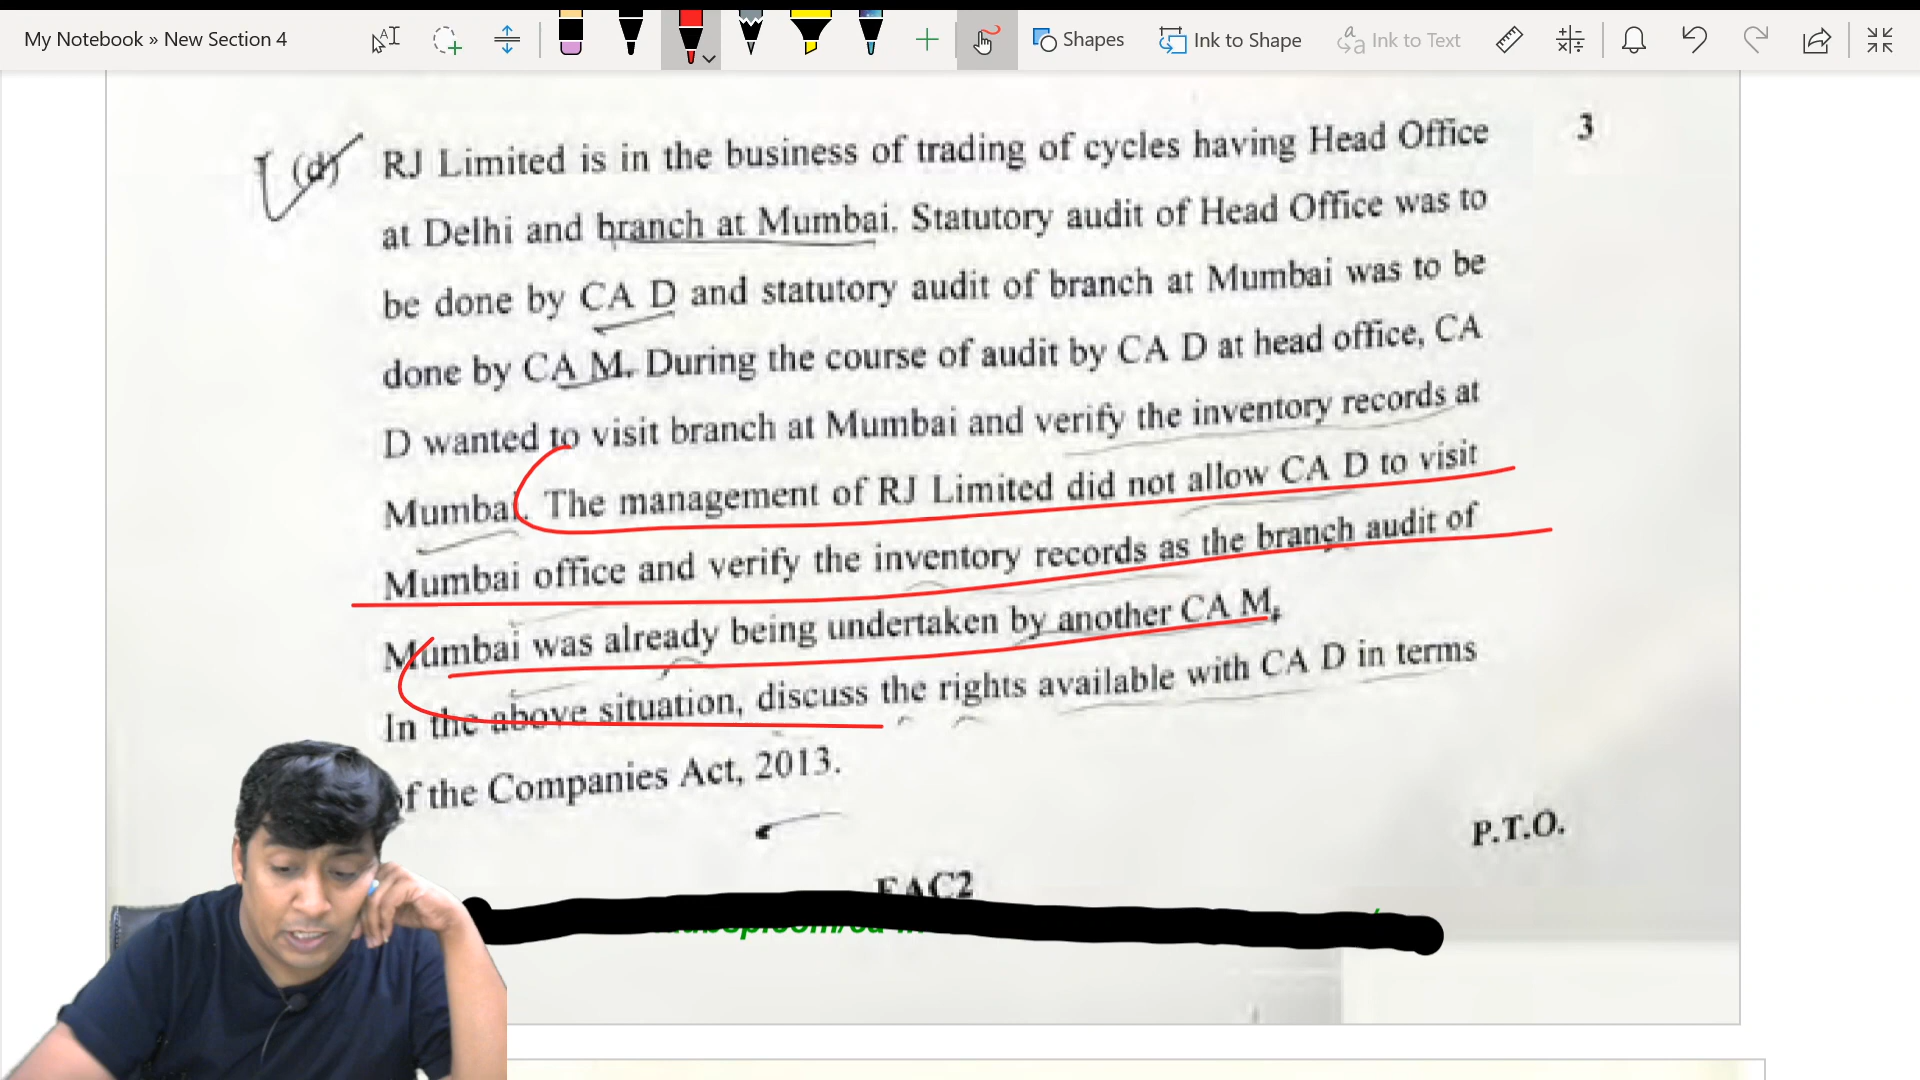 My Notebook » New Section 4
Shapes
Ink to Shape
Ink to Text
3
(d) RJ Limited is in the business of trading of cycles having Head Office
at Delhi and branch at Mumbai. Statutory audit of Head Office was to
be done by CA D and statutory audit of branch at Mumbai was to be
done by CA M. During the course of audit by CA D at head office, CA
D wanted to visit branch at Mumbai and verify the inventory records at
Mumbai. The management of RJ Limited did not allow CA D to visit
Mumbai office and verify the inventory records as the branch audit of
Mumbai was already being undertaken by another CA M.
In the above situation, discuss the rights available with CA D in terms
of the Companies Act, 2013.
P.T.O.
EAC2